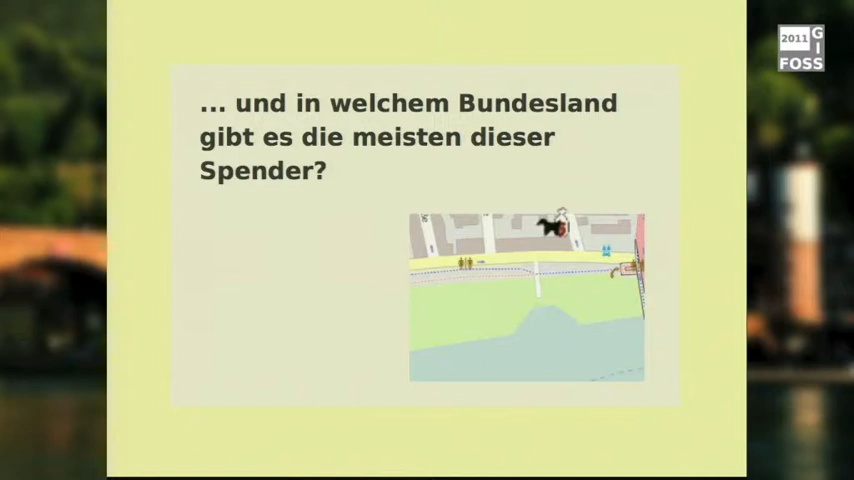 ... und in welchem Bundesland
gibt es die meisten dieser
Spender?
2011
G
I
FOSS